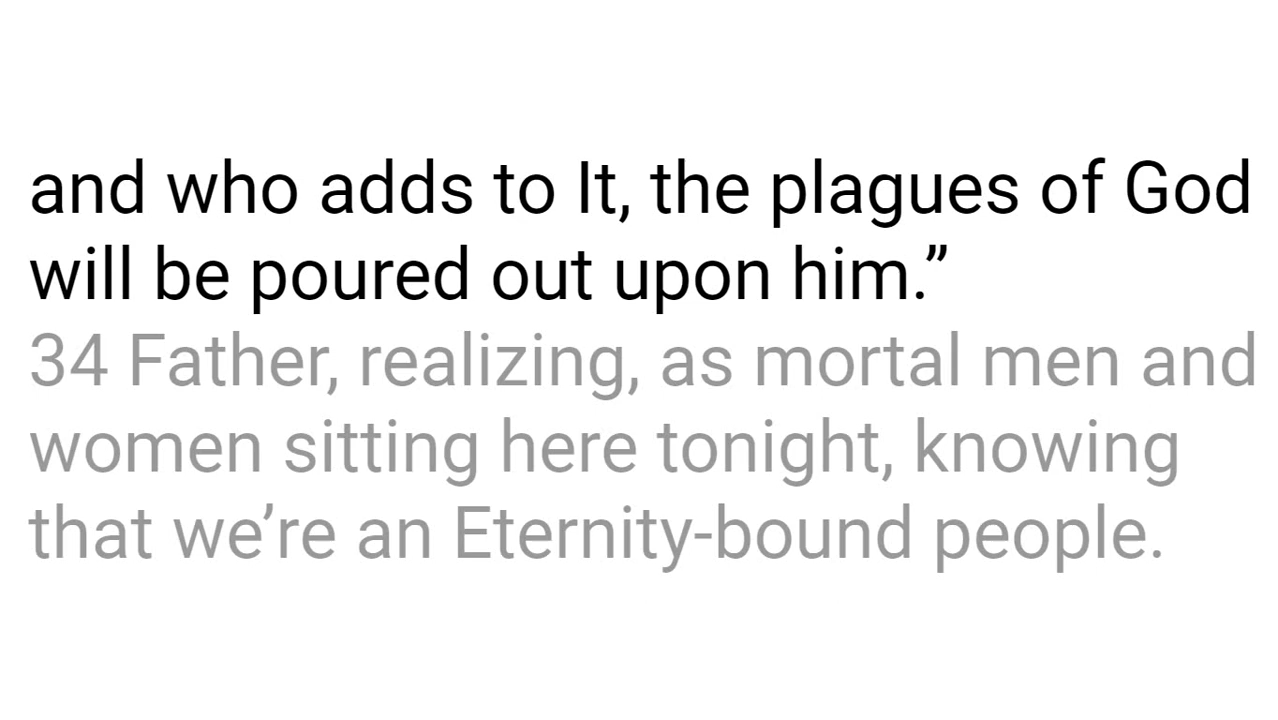 and who adds to It, the plagues of God
will be poured out upon him.”
34 Father, realizing, as mortal men and
women sitting here tonight, knowing
that we’re an Eternity-bound people.